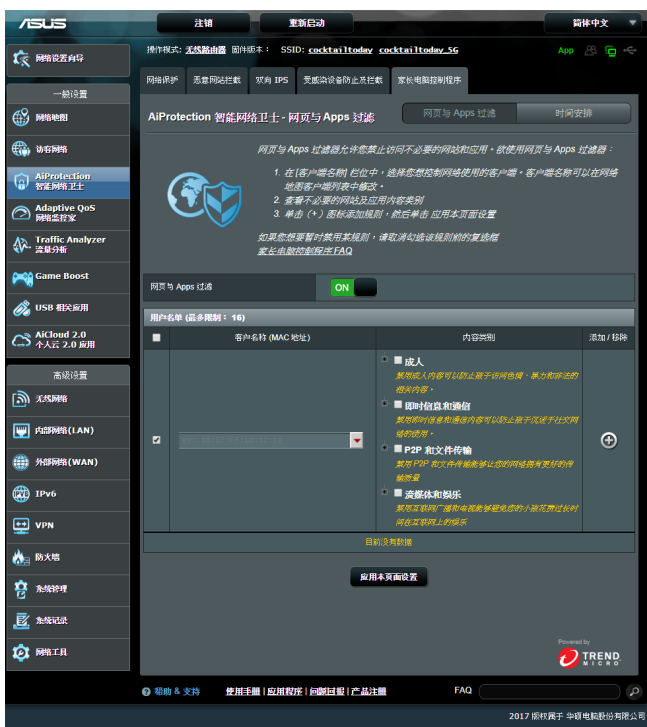 ASUS
注销
重新启动
简体中文
操作模式: 无线路由器 固件版本： SSID: cocktailtoday cocktailtoday_5G
App
网络设置向导
一般设置
网络地图
访客网络
AiProtection
智能网络卫士
Adaptive QoS
网络监控家
Traffic Analyzer
流量分析
Game Boost
USB 相关应用
AiCloud 2.0
个人云 2.0 应用
高级设置
无线网络
内部网络(LAN)
外部网络(WAN)
IPv6
VPN
防火墙
系统管理
系统记录
网络工具
网络保护
恶意网站拦截
双向 IPS
受感染设备防止及拦截
家长电脑控制程序
AiProtection 智能网络卫士 - 网页与 Apps 过滤
网页与 Apps 过滤
时间安排
网页与 Apps 过滤器允许您禁止访问不必要的网站和应用。欲使用网页与 Apps 过滤器：
1. 在 [客户端名称] 栏位中，选择您想控制网络使用的客户端。客户端名称可以在网络
地图客户端列表中修改。
2. 查看不必要的网站及应用内容类别
3. 单击（+）图标添加规则，然后单击 应用本页面设置
如果您想要暂时禁用某规则，请取消勾选该规则前的复选框
家长电脑控制程序 FAQ
网页与 Apps 过滤
ON
用户名单 (最多限制： 16)
客户名称 (MAC 地址)
内容类别
添加 / 移除
成人
禁用成人内容可以防止孩子访问色情、暴力和非法的
相关内容。
即时信息和通信
禁用即时信息和通信内容可以防止孩子沉迷于社交网
络的使用。
P2P 和文件传输
禁用 P2P 和文件传输能够让您的网络拥有更好的传
输质量
流媒体和娱乐
禁用互联网广播和电视能够避免您的小孩花费过长时
间在互联网上的娱乐
目前没有数据
应用本页面设置
Powered by
TREND
MICRO
帮助 & 支持
使用手册 | 应用程序 | 问题回报 | 产品注册
FAQ
2017 版权属于 华硕电脑股份有限公司